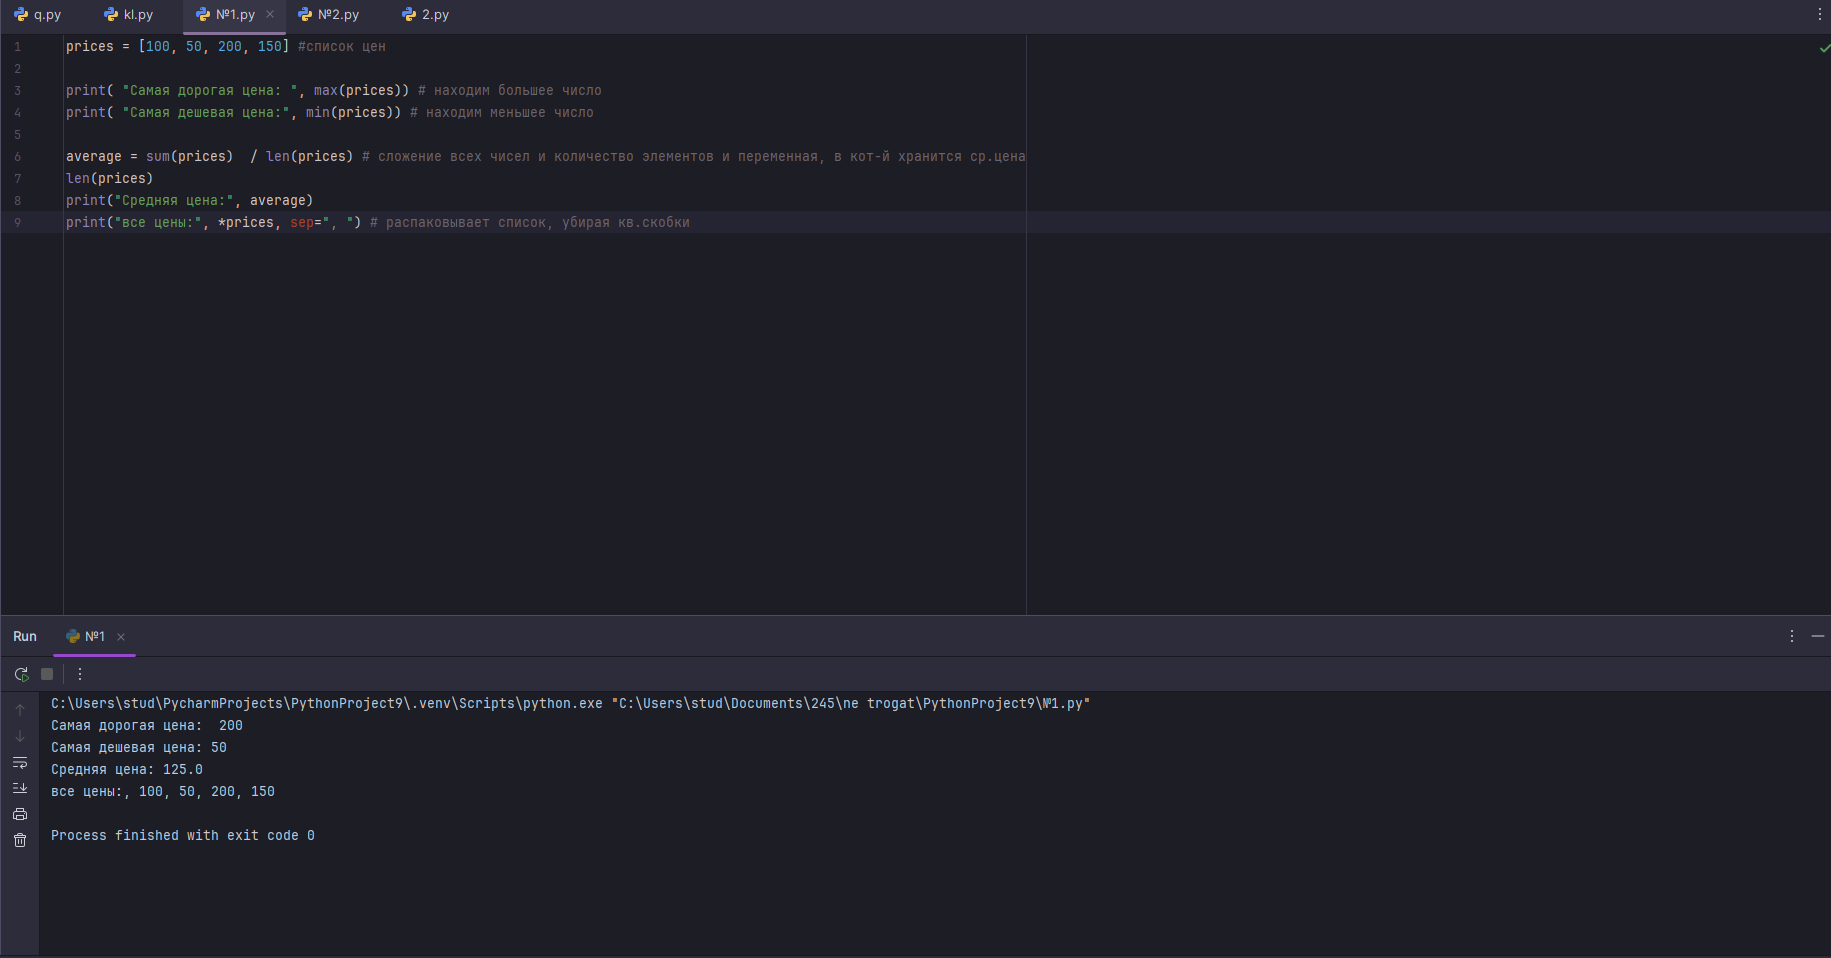 q.py kl.py №1.py №2.py 2.py
1 prices = [100, 50, 200, 150] #список цен
2
3 print( "Самая дорогая цена: ", max(prices)) # находим большее число
4 print( "Самая дешевая цена:", min(prices)) # находим меньшее число
5
6 average = sum(prices)  / len(prices) # сложение всех чисел и количество элементов и переменная, в кот-й хранится ср.цена
7 len(prices)
8 print("Средняя цена:", average)
9 print("все цены:", *prices, sep=", ") # распаковывает список, убирая кв.скобки
Run №1
C:\Users\stud\PycharmProjects\PythonProject9\.venv\Scripts\python.exe "C:\Users\stud\Documents\245\ne trogat\PythonProject9\№1.py"
Самая дорогая цена:  200
Самая дешевая цена: 50
Средняя цена: 125.0
все цены:, 100, 50, 200, 150
Process finished with exit code 0